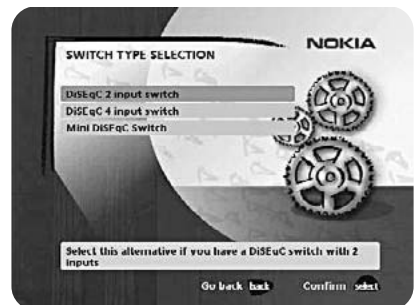 NOKIA
SWITCH TYPE SELECTION
DiSEqC 2 input switch
DiSEqC 4 input switch
Mini DiSEqC Switch
Select this alternative if you have a DiSEqC switch with 2
inputs
Go back back Confirm select